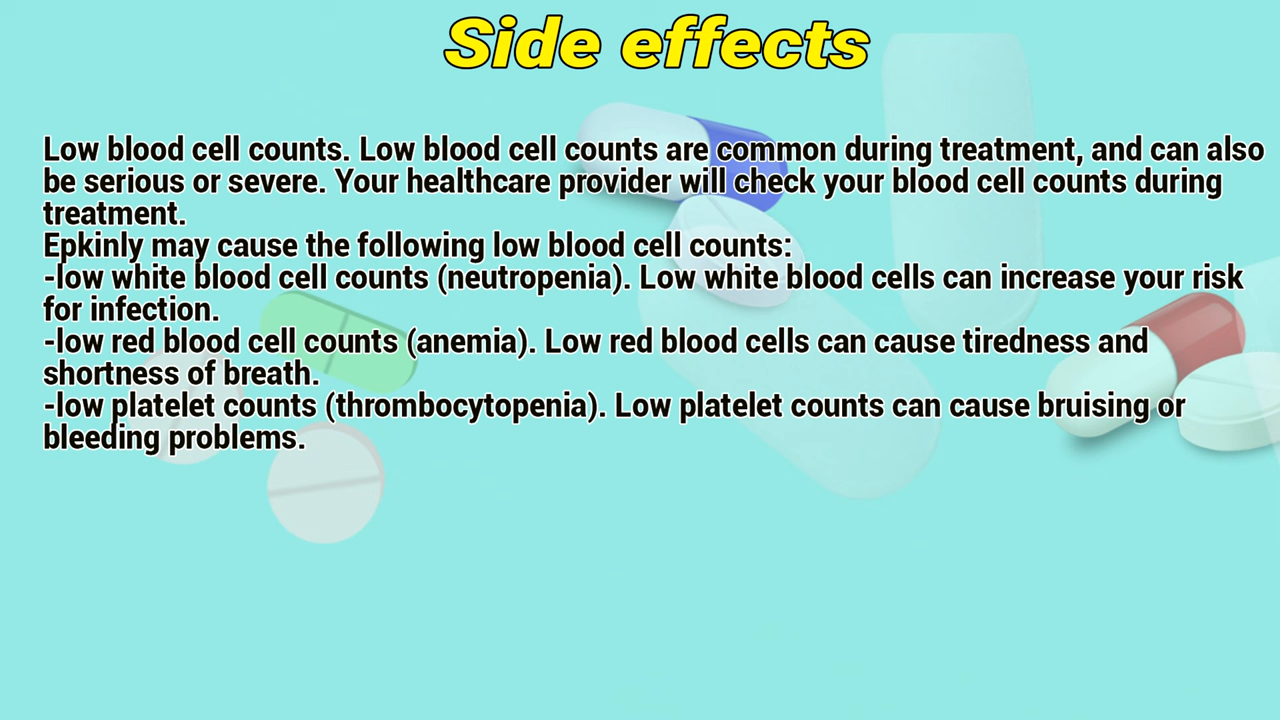 Side effects
Low blood cell counts. Low blood cell counts are common during treatment, and can also
be serious or severe. Your healthcare provider will check your blood cell counts during
treatment.
Epkinly may cause the following low blood cell counts:
-low white blood cell counts (neutropenia). Low white blood cells can increase your risk
for infection.
-low red blood cell counts (anemia). Low red blood cells can cause tiredness and
shortness of breath.
-low platelet counts (thrombocytopenia). Low platelet counts can cause bruising or
bleeding problems.